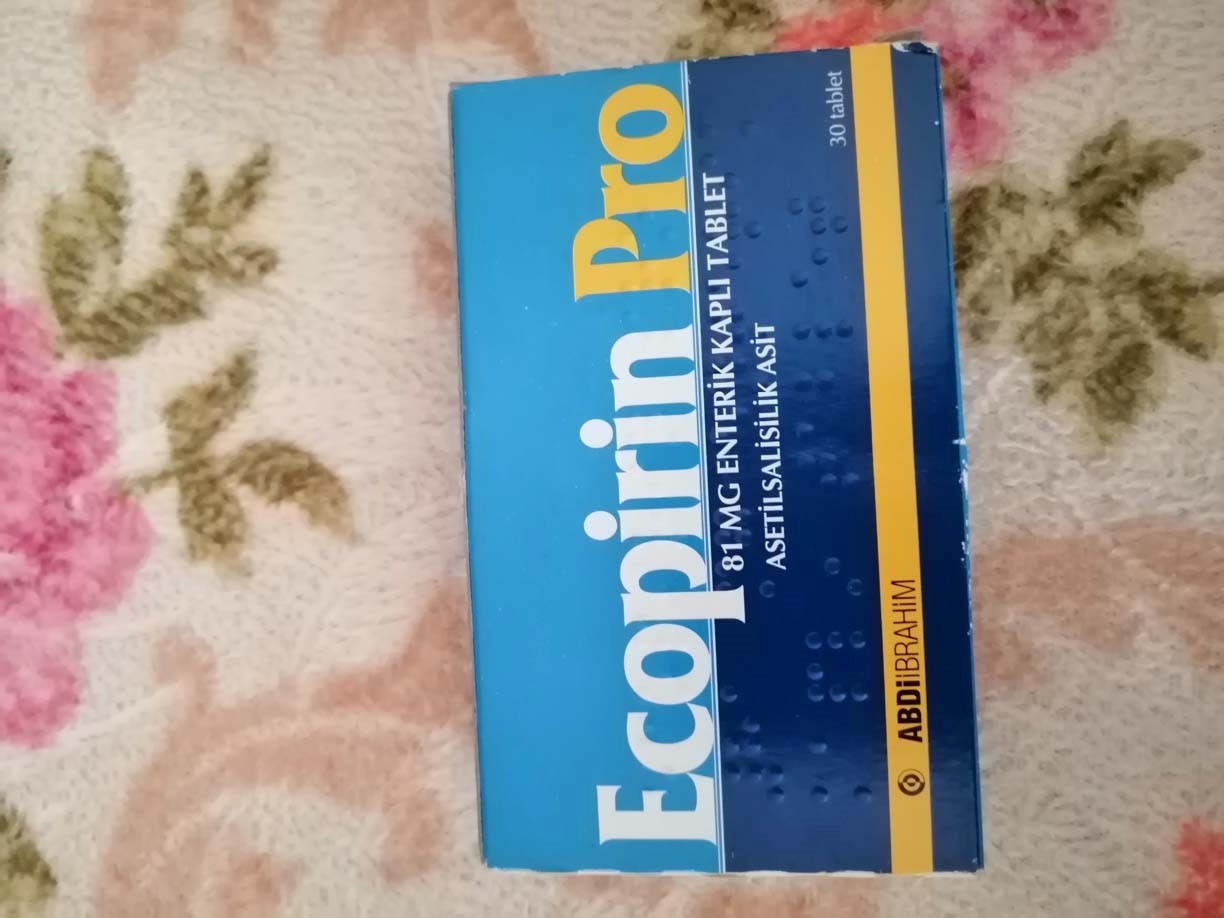 Ecopirin Pro
81 MG ENTERİK KAPLI TABLET
ASETİLSALİSİLİK ASİT
30 tablet
ABDİİBRAHİM